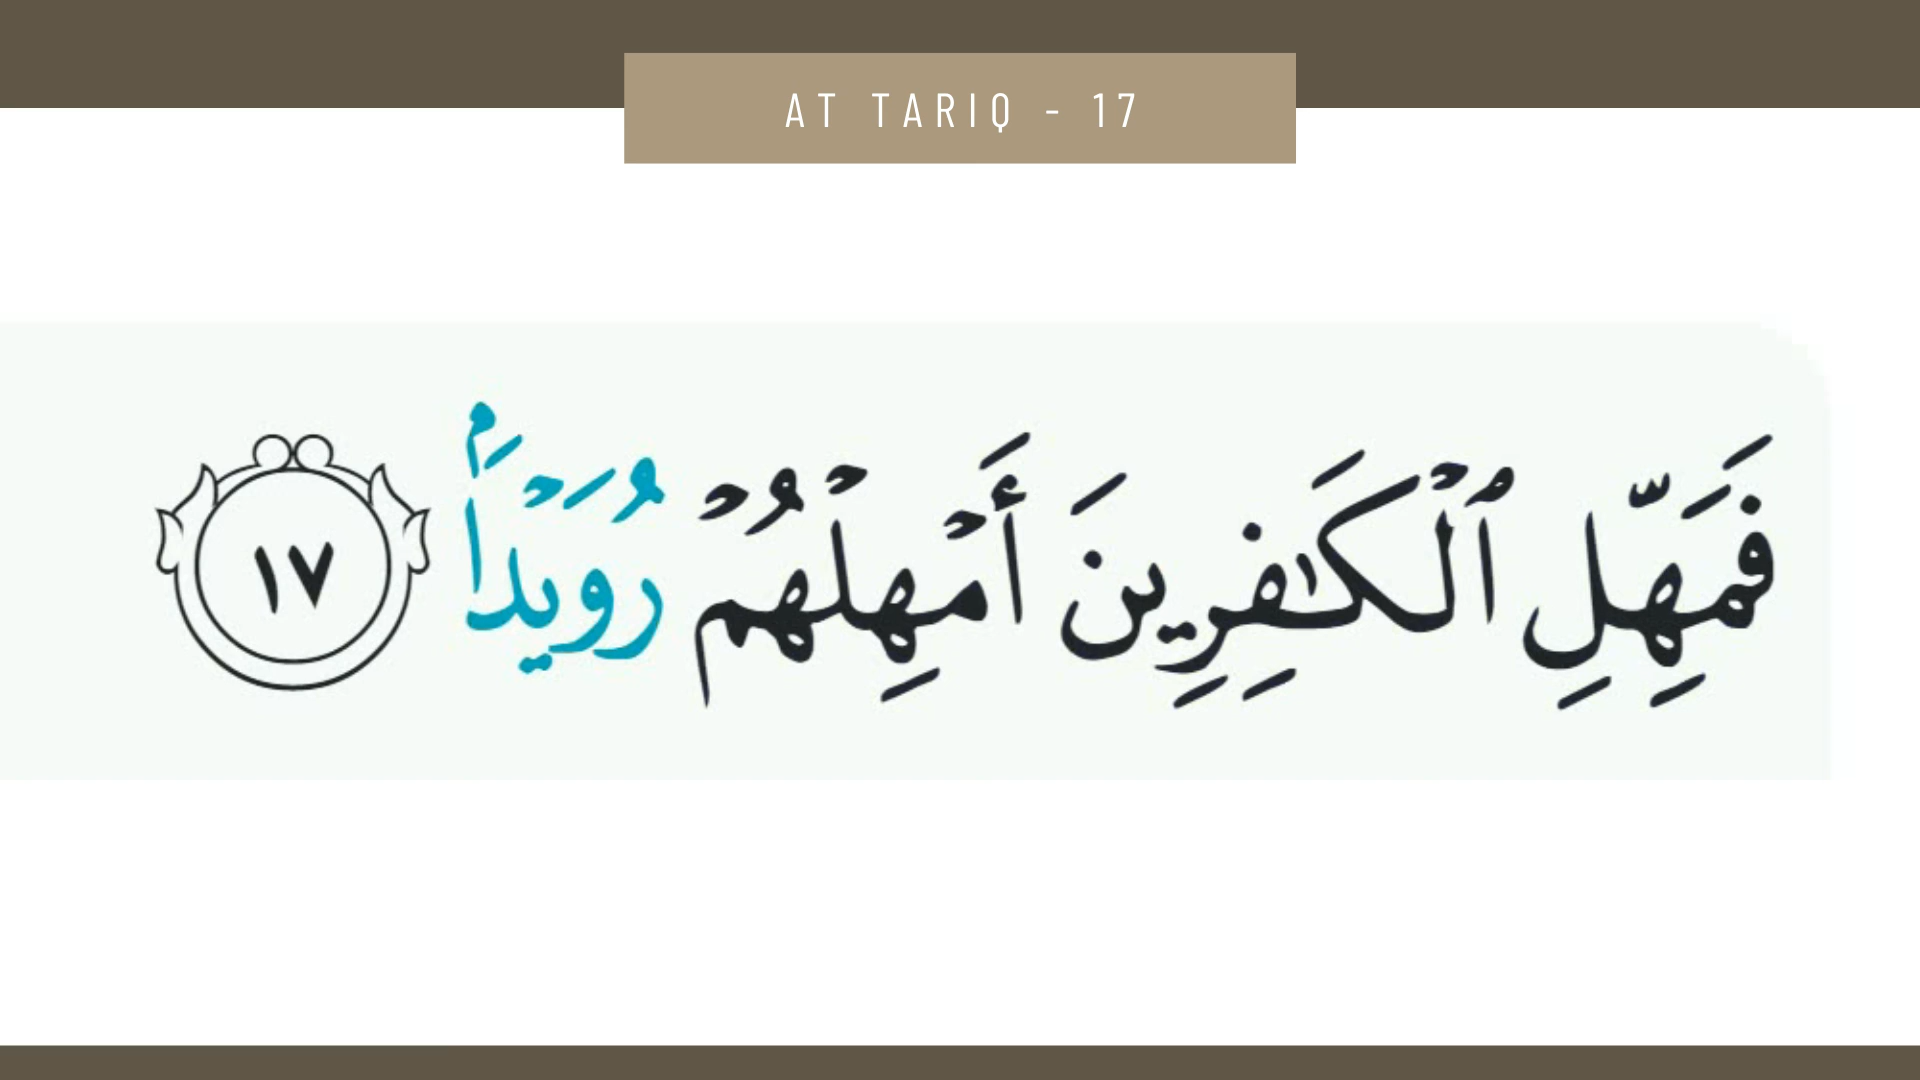 AT TARIQ - 17
فَمَهِّلِ ٱلْكَٰفِرِينَ أَمْهِلْهُمْ رُوَيْدَۢا ١٧